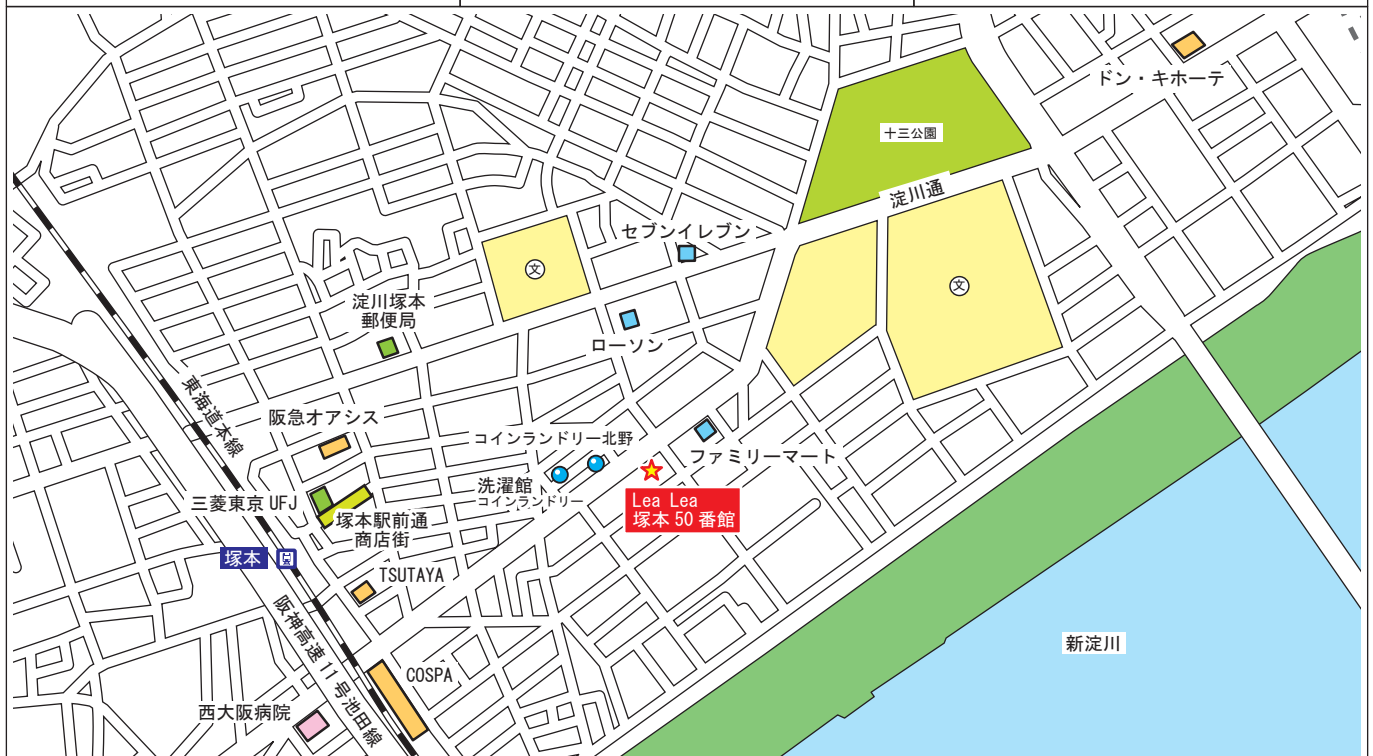 ドン・キホーテ
十三公園
淀川通
セブンイレブン
文
文
淀川塚本
郵便局
ローソン
東海道本線
阪急オアシス
コインランドリー北野
ファミリーマート
洗濯館
コインランドリー
三菱東京 UFJ
Lea Lea
塚本 50 番館
塚本駅前通
商店街
塚本
TSUTAYA
阪神高速 11 号池田線
新淀川
COSPA
西大阪病院